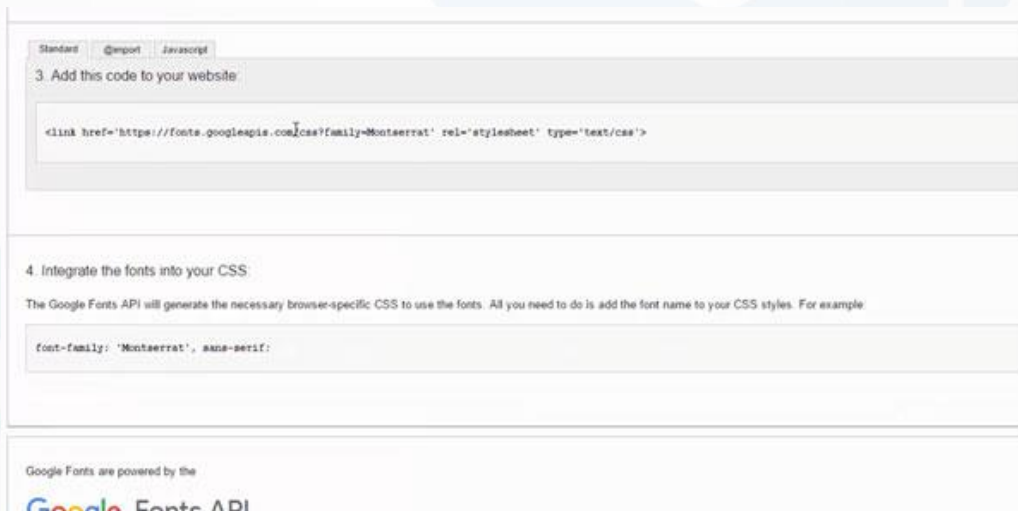 Standard @import Javascript
3. Add this code to your website:
<link href='https://fonts.googleapis.com/css?family=Montserrat' rel='stylesheet' type='text/css'>
4. Integrate the fonts into your CSS:
The Google Fonts API will generate the necessary browser-specific CSS to use the fonts. All you need to do is add the font name to your CSS styles. For example:
font-family: 'Montserrat', sans-serif;
Google Fonts are powered by the
Google Fonts API